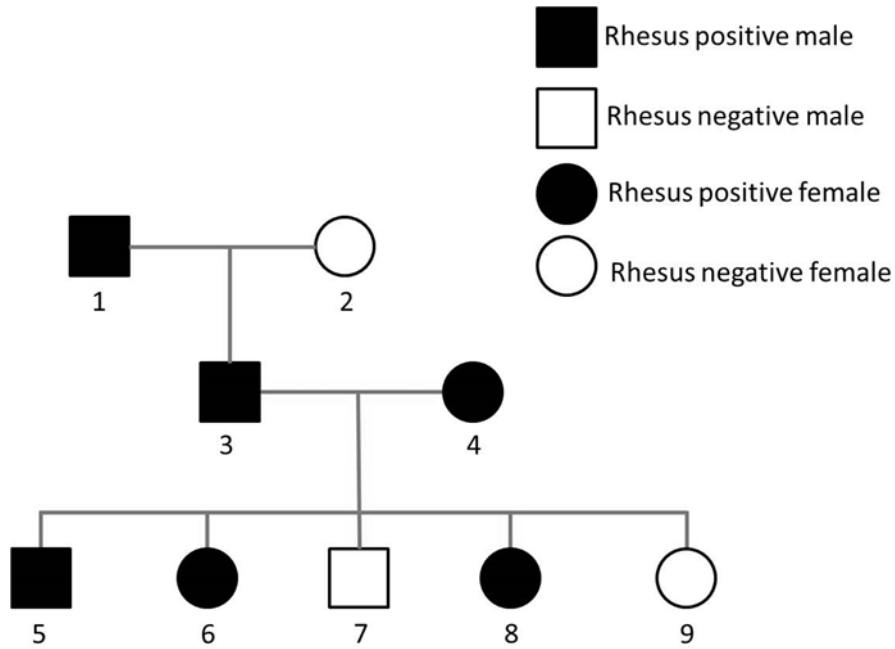 Rhesus positive male
Rhesus negative male
Rhesus positive female
Rhesus negative female
1 2
3 4
5 6 7 8 9